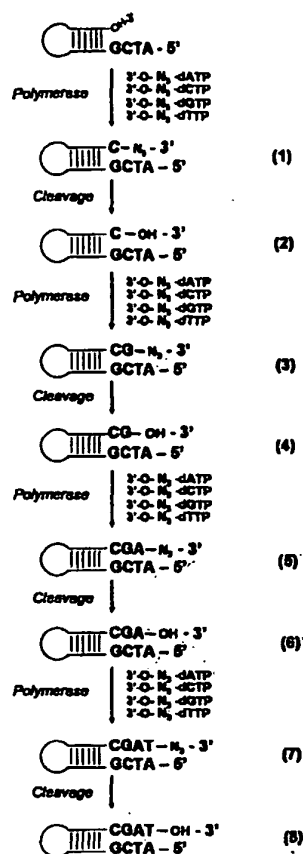 OH-3'
GCTA - 5'
Polymerase
3'-O- N₃ -dATP
3'-O- N₃ -dCTP
3'-O- N₃ -dGTP
3'-O- N₃ -dTTP
C-N₃ - 3'
GCTA - 5'
(1)
Cleavage
C-OH - 3'
GCTA - 5'
(2)
Polymerase
3'-O- N₃ -dATP
3'-O- N₃ -dCTP
3'-O- N₃ -dGTP
3'-O- N₃ -dTTP
CG-N₃ - 3'
GCTA - 5'
(3)
Cleavage
CG-OH - 3'
GCTA - 5'
(4)
Polymerase
3'-O- N₃ -dATP
3'-O- N₃ -dCTP
3'-O- N₃ -dGTP
3'-O- N₃ -dTTP
CGA-N₃ - 3'
GCTA - 5'
(5)
Cleavage
CGA-OH - 3'
GCTA - 5'
(6)
Polymerase
3'-O- N₃ -dATP
3'-O- N₃ -dCTP
3'-O- N₃ -dGTP
3'-O- N₃ -dTTP
CGAT-N₃ - 3'
GCTA - 5'
(7)
Cleavage
CGAT-OH - 3'
GCTA - 5'
(8)